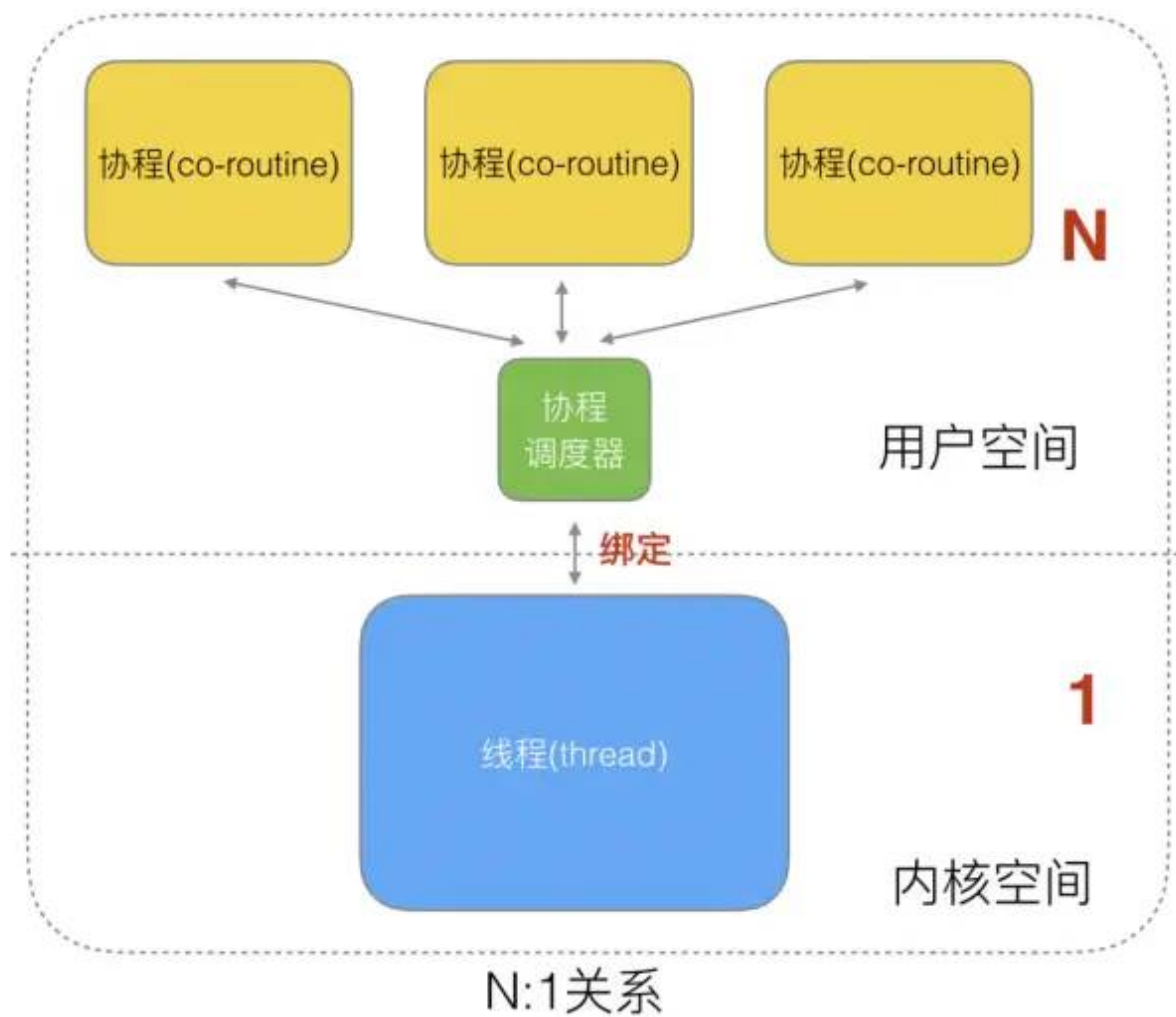 协程(co-routine)
协程(co-routine)
协程(co-routine)
N
协程
调度器
用户空间
绑定
1
线程(thread)
内核空间
N:1关系